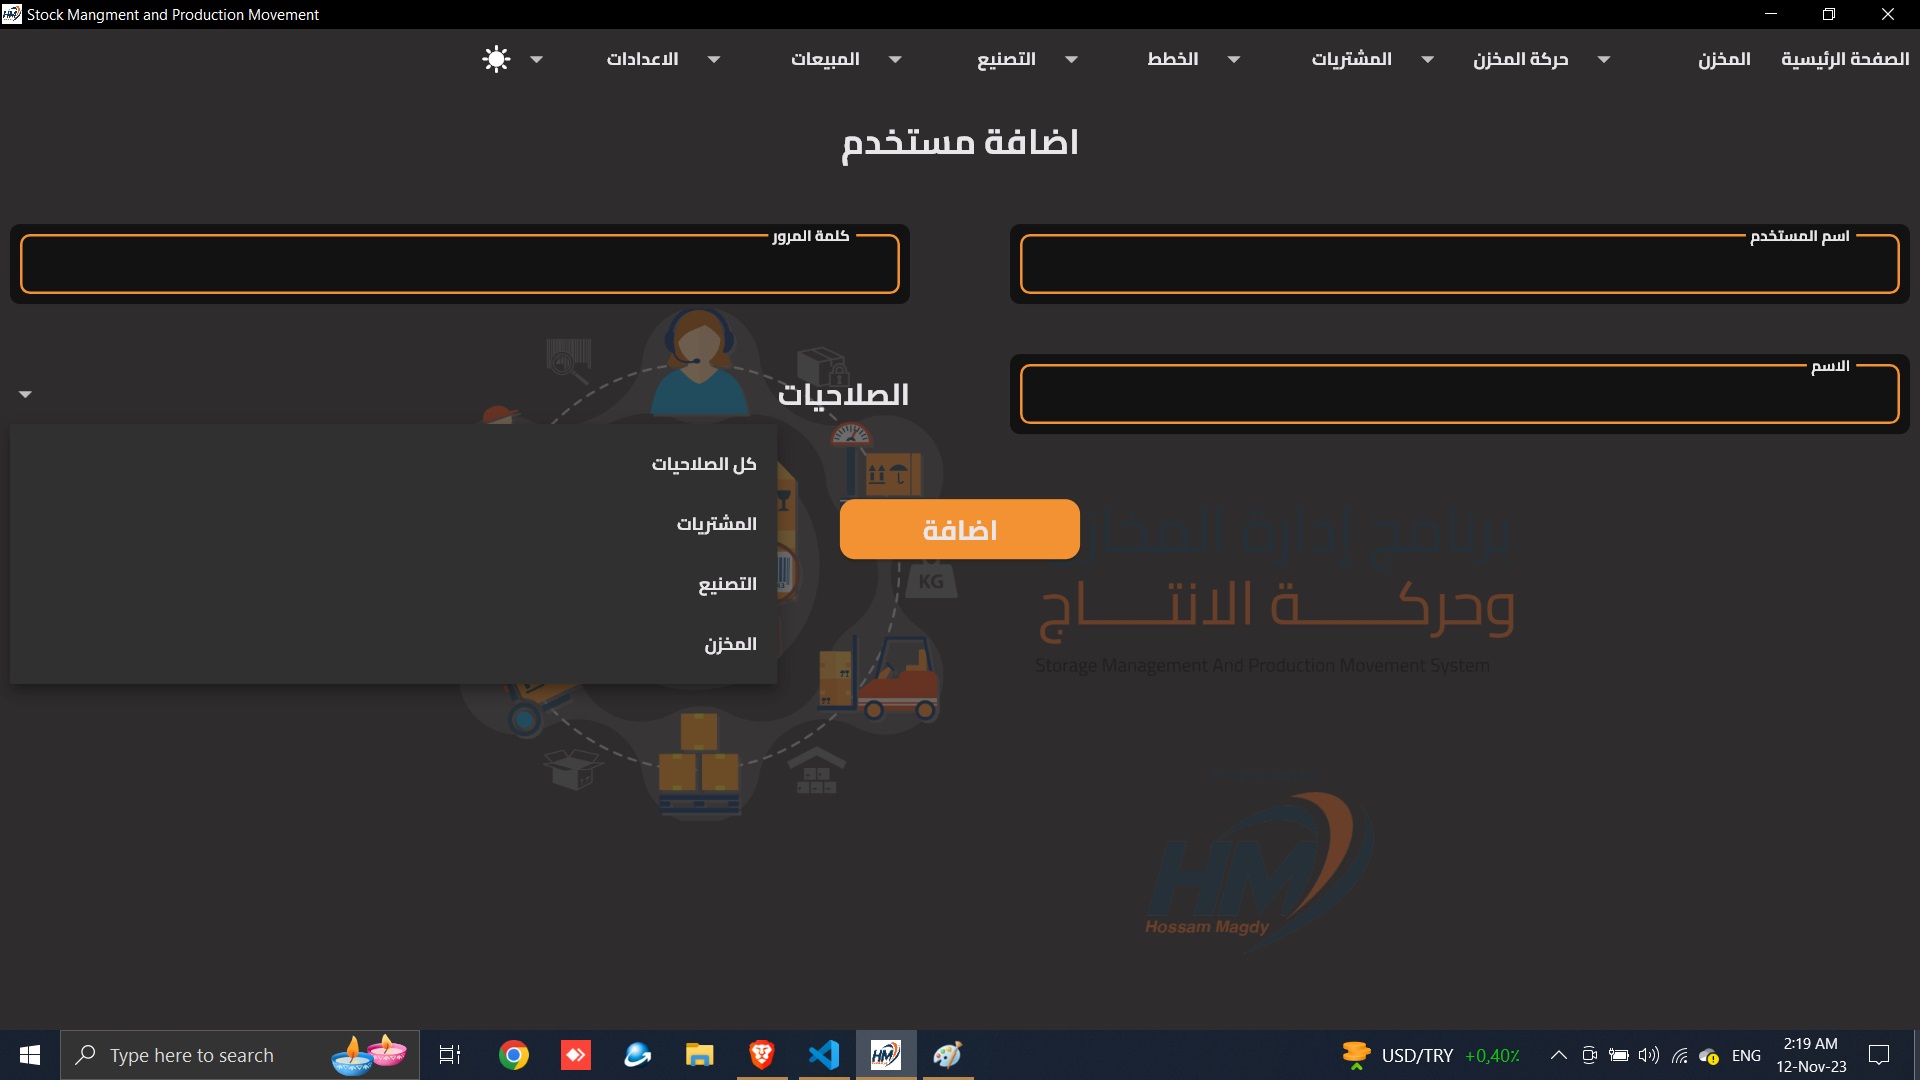 Stock Mangment and Production Movement
الصفحة الرئيسية
المخزن
حركة المخزن
المشتريات
الخطط
التصنيع
المبيعات
الاعدادات
اضافة مستخدم
اسم المستخدم
كلمة المرور
الاسم
الصلاحيات
كل الصلاحيات
المشتريات
التصنيع
المخزن
اضافة
KG
برنامج إدارة المخازن
وحركة الانتاج
Storage Management And Production Movement System
HM
Hossam Magdy
Type here to search
HM
USD/TRY +0,40%
ENG
2:19 AM
12-Nov-23